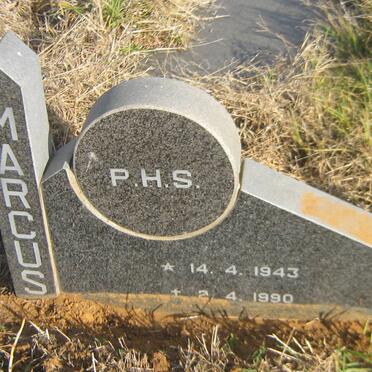 MARCUS
P.H.S.
* 14. 4. 1943
† 2. 4. 1990